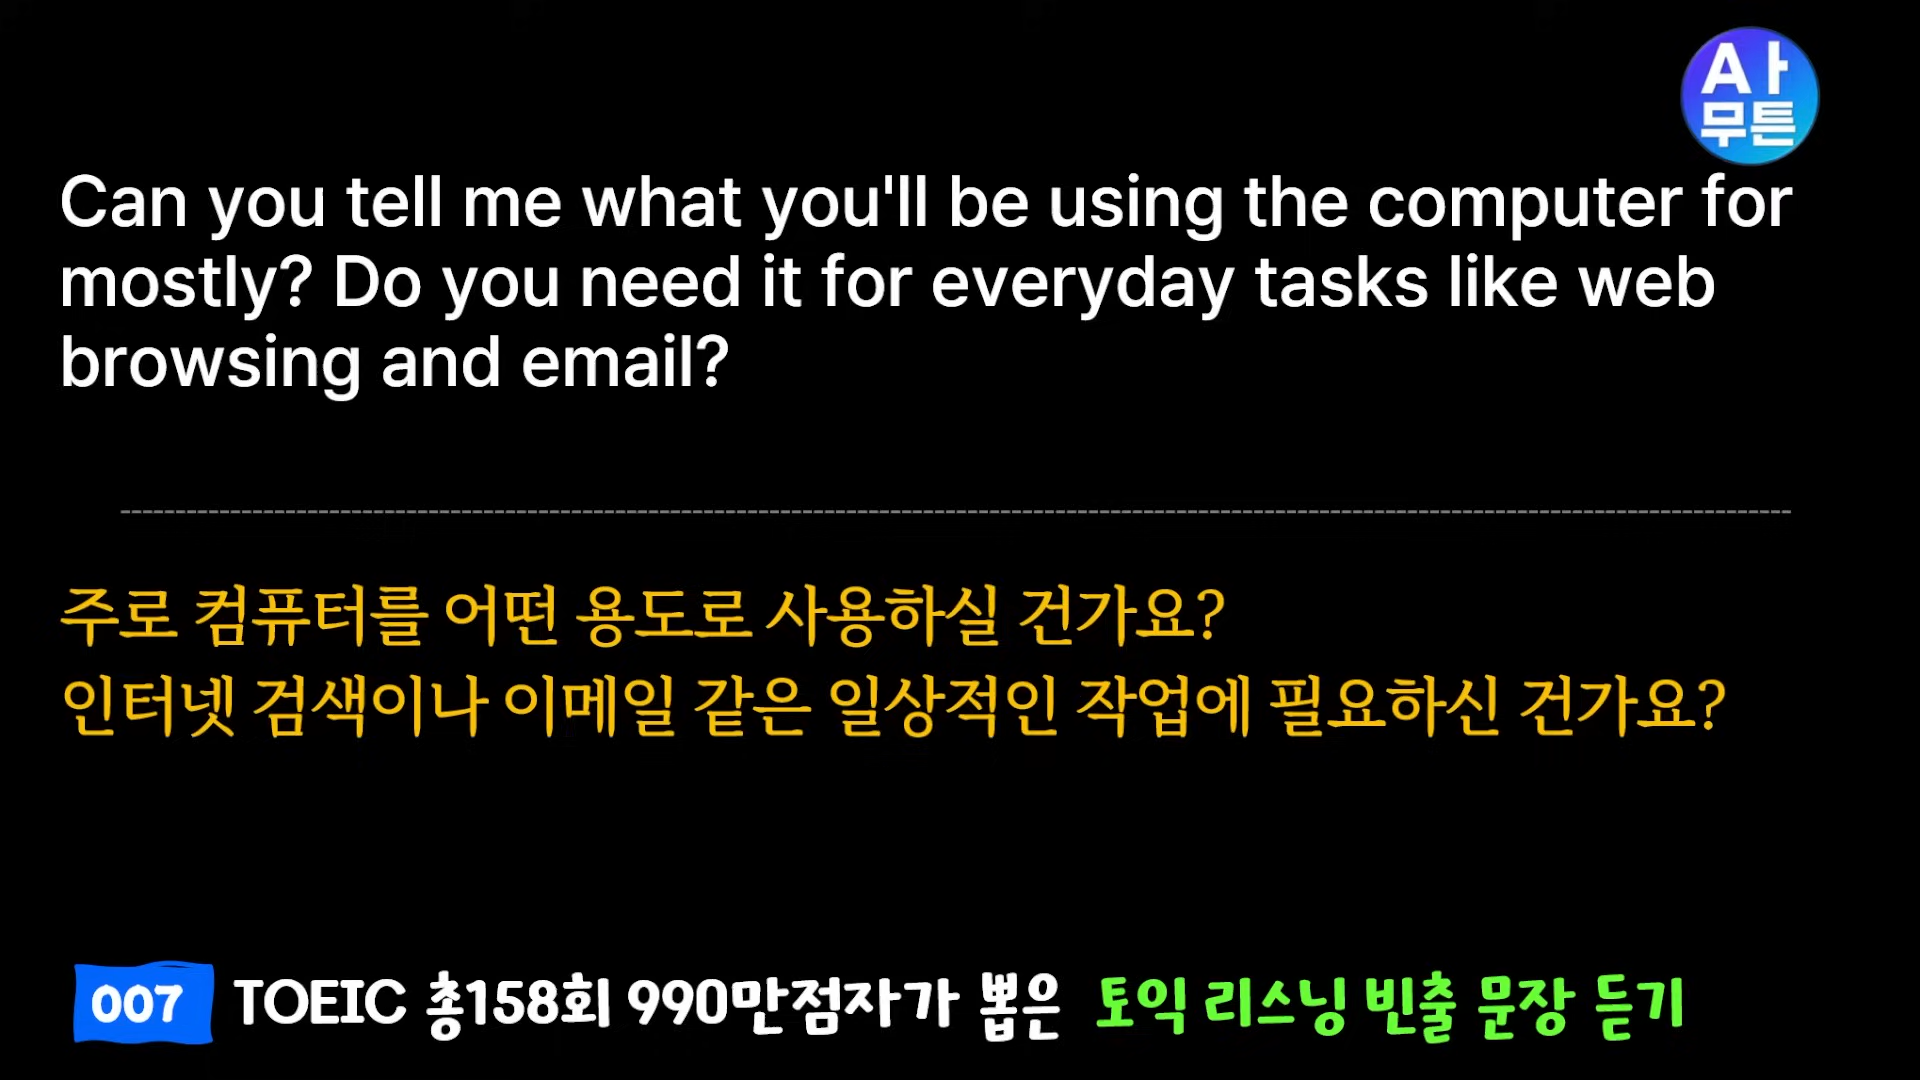 A사
무튼
Can you tell me what you'll be using the computer for
mostly? Do you need it for everyday tasks like web
browsing and email?
주로 컴퓨터를 어떤 용도로 사용하실 건가요?
인터넷 검색이나 이메일 같은 일상적인 작업에 필요하신 건가요?
007 TOEIC 총158회 990만점자가 뽑은 토익 리스닝 빈출 문장 듣기